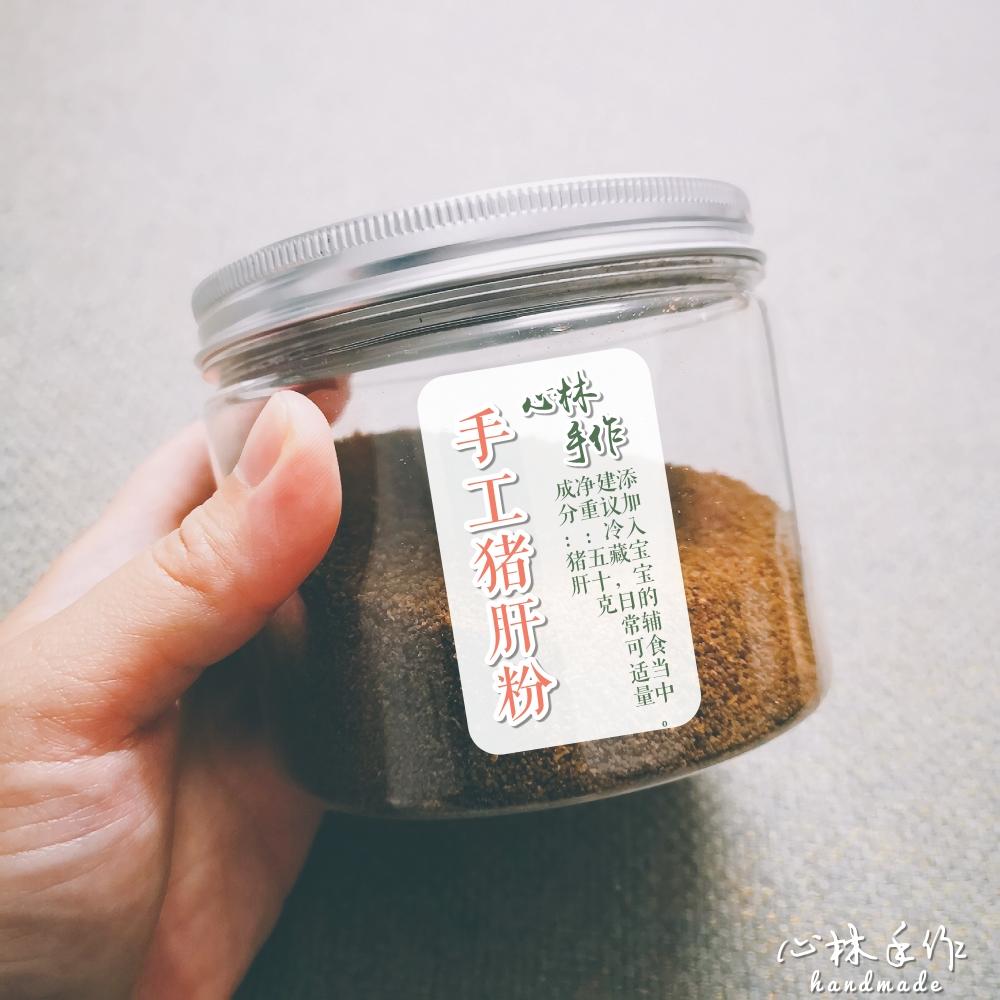 心林
手作
手工猪肝粉
成分：猪肝
净重：五十克
建议冷藏，日常可适量
添加入宝宝的辅食当中。
心林手作
handmade